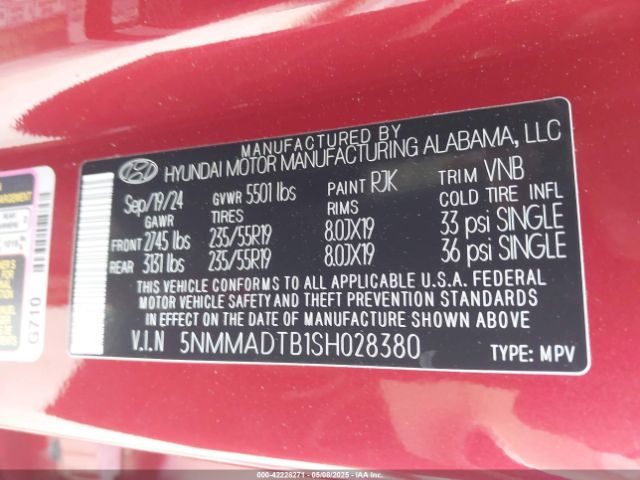 MANUFACTURED BY
HYUNDAI MOTOR MANUFACTURING ALABAMA, LLC
Sep/19/24 GVWR 5501 lbs PAINT RJK TRIM VNB
GAWR TIRES RIMS COLD TIRE INFL
FRONT 2745 lbs 235/55R19 8.0JX19 33 psi SINGLE
REAR 3131 lbs 235/55R19 8.0JX19 36 psi SINGLE
THIS VEHICLE CONFORMS TO ALL APPLICABLE U.S.A. FEDERAL
MOTOR VEHICLE SAFETY AND THEFT PREVENTION STANDARDS
IN EFFECT ON THE DATE OF MANUFACTURE SHOWN ABOVE.
V.I.N 5NMMADTB1SH028380 TYPE: MPV
G710
000-42228271 - 05/08/2025 - IAAI.COM